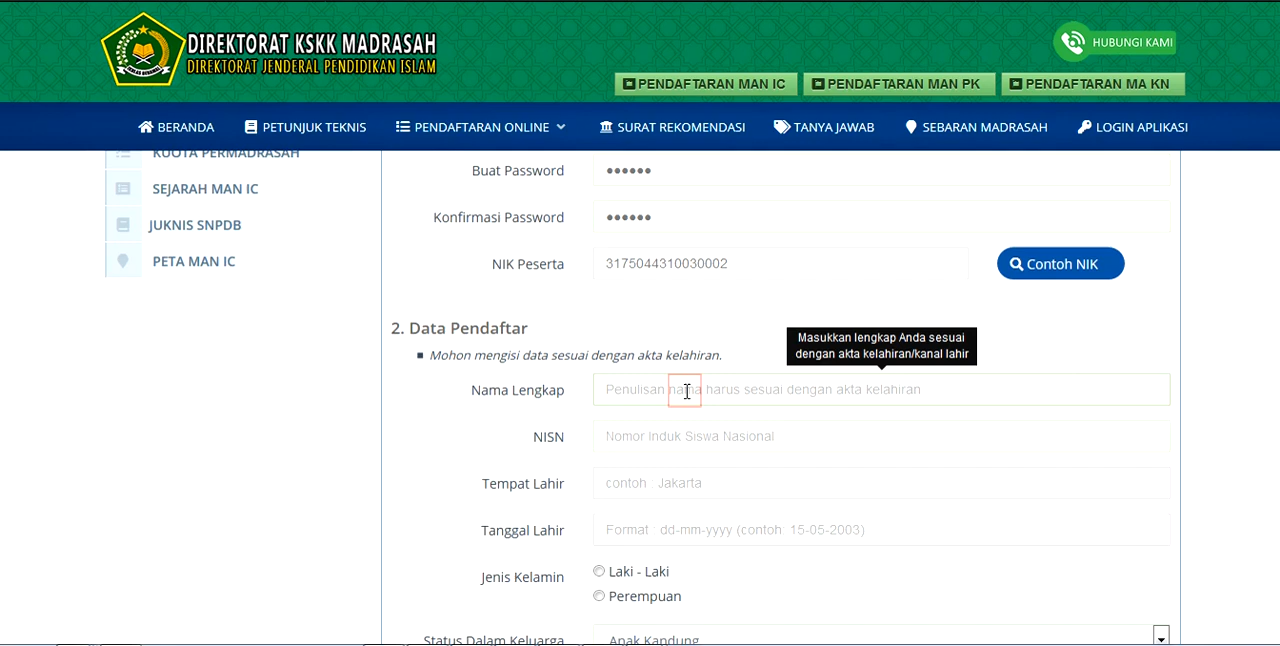 DIREKTORAT KSKK MADRASAH
DIREKTORAT JENDERAL PENDIDIKAN ISLAM
HUBUNGI KAMI
PENDAFTARAN MAN IC
PENDAFTARAN MAN PK
PENDAFTARAN MA KN
BERANDA
PETUNJUK TEKNIS
PENDAFTARAN ONLINE
SURAT REKOMENDASI
TANYA JAWAB
SEBARAN MADRASAH
LOGIN APLIKASI
KUOTA PERMADRASAH
SEJARAH MAN IC
JUKNIS SNPDB
PETA MAN IC
Buat Password ••••••
Konfirmasi Password ••••••
NIK Peserta 3175044310030002 Contoh NIK
2. Data Pendaftar
Masukkan lengkap Anda sesuai
dengan akta kelahiran/kanal lahir
Mohon mengisi data sesuai dengan akta kelahiran.
Nama Lengkap Penulisan nama harus sesuai dengan akta kelahiran
NISN Nomor Induk Siswa Nasional
Tempat Lahir contoh : Jakarta
Tanggal Lahir Format : dd-mm-yyyy (contoh: 15-05-2003)
Jenis Kelamin Laki - Laki
Perempuan
Status Dalam Keluarga Anak Kandung